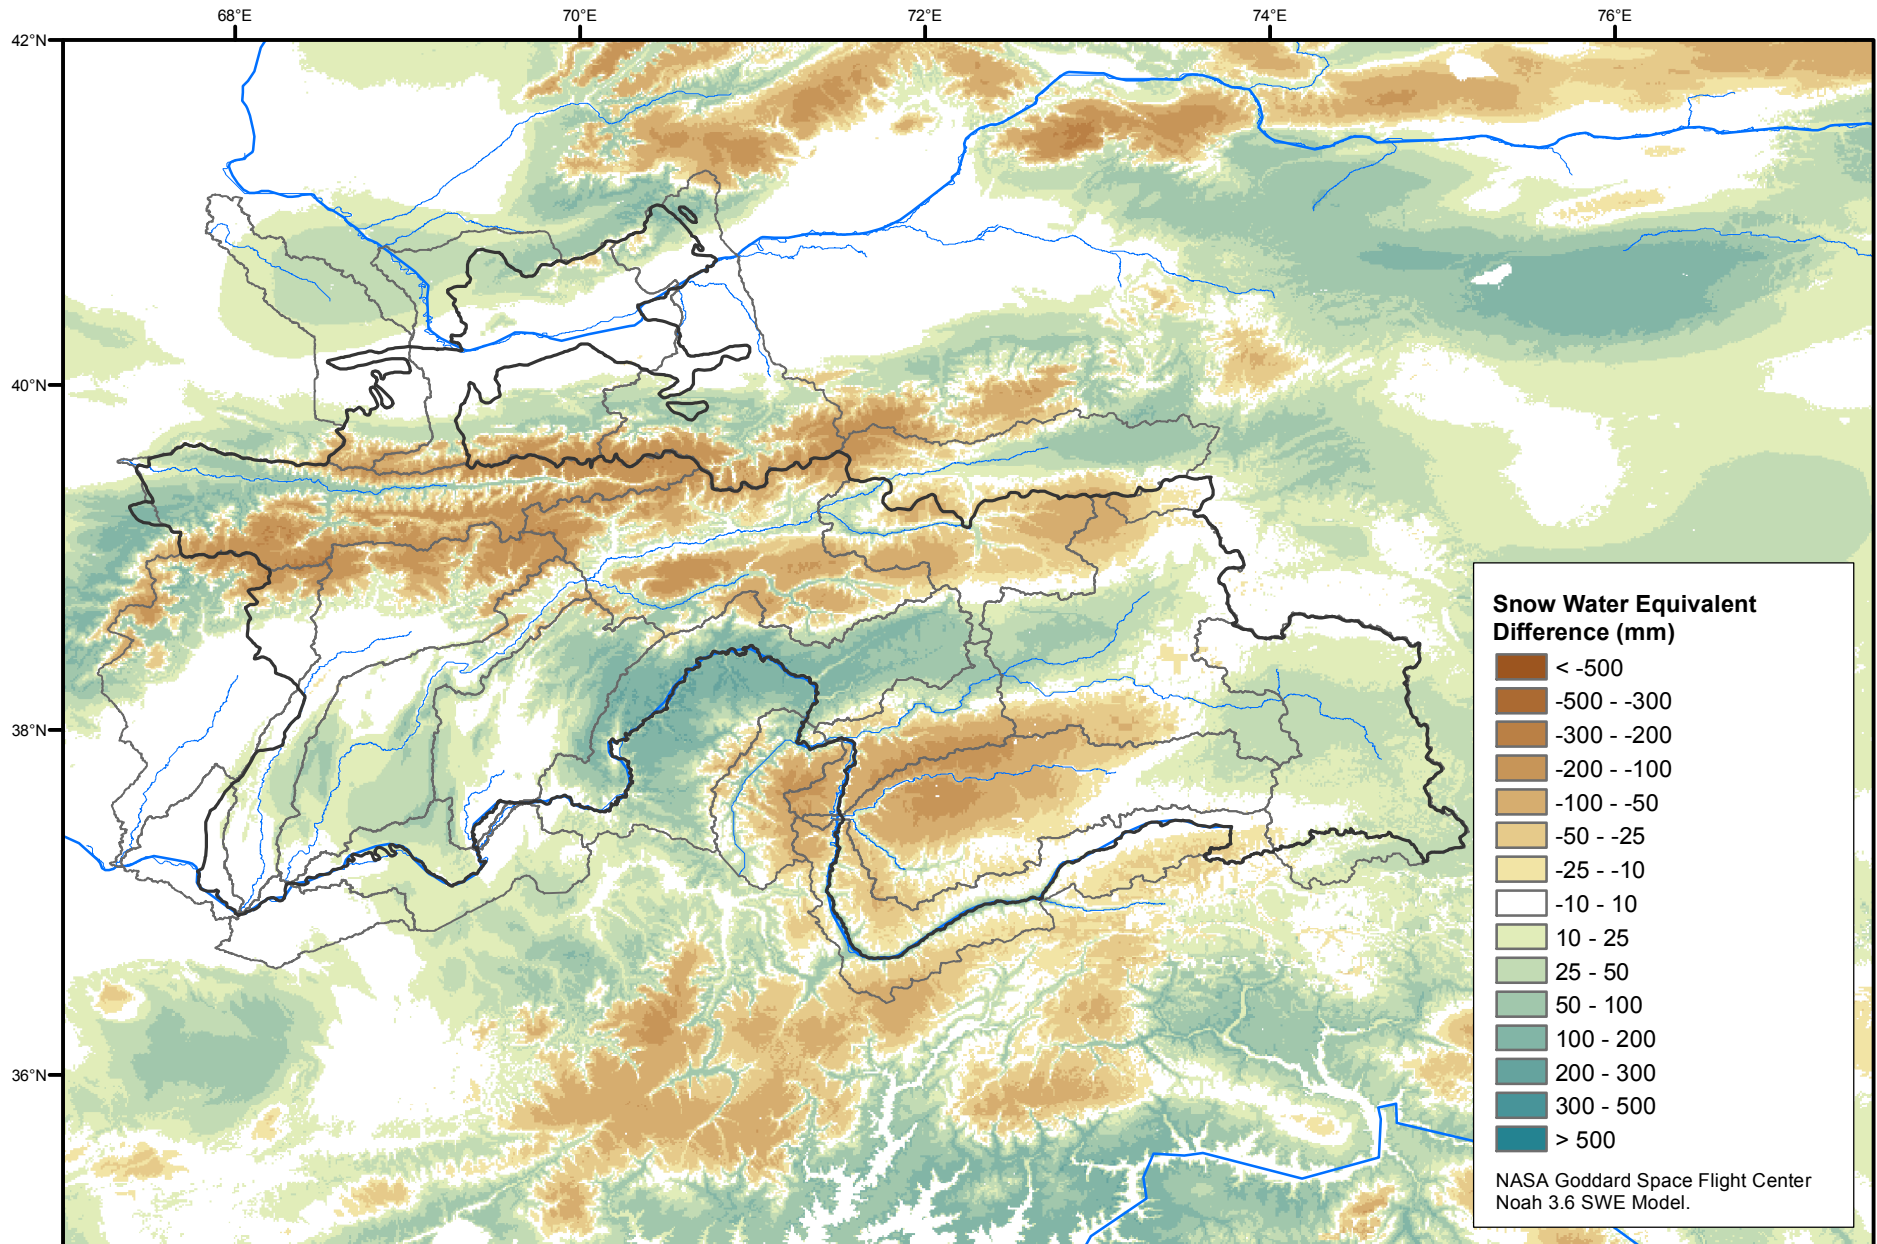 68°E 70°E 72°E 74°E 76°E
42°N
40°N
38°N
36°N
Snow Water Equivalent
Difference (mm)
< -500
-500 - -300
-300 - -200
-200 - -100
-100 - -50
-50 - -25
-25 - -10
-10 - 10
10 - 25
25 - 50
50 - 100
100 - 200
200 - 300
300 - 500
> 500
NASA Goddard Space Flight Center
Noah 3.6 SWE Model.